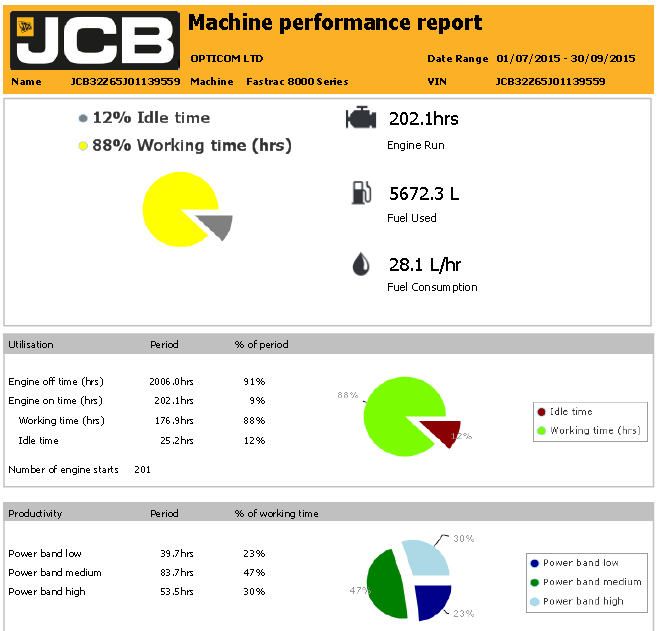 JCB
JCB
Machine performance report
OPTICOM LTD Date Range 01/07/2015 - 30/09/2015
Name JCB32Z65J01139559 Machine Fastrac 8000 Series VIN JCB32Z65J01139559
12% Idle time
88% Working time (hrs)
202.1hrs
Engine Run
5672.3 L
Fuel Used
28.1 L/hr
Fuel Consumption
Utilisation Period % of period
Engine off time (hrs) 2006.0hrs 91%
Engine on time (hrs) 202.1hrs 9%
Working time (hrs) 176.9hrs 88%
Idle time 25.2hrs 12%
Number of engine starts 201
88%
12%
Idle time
Working time (hrs)
Productivity Period % of working time
Power band low 39.7hrs 23%
Power band medium 83.7hrs 47%
Power band high 53.5hrs 30%
30%
47%
23%
Power band low
Power band medium
Power band high